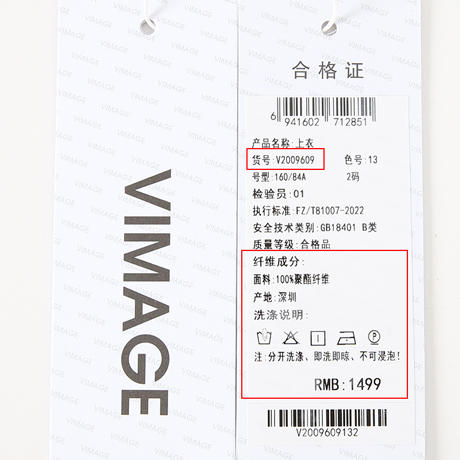 VIMAGE
合格证
6 941602 712851
产品名称:上衣
货号:V2009609 色号:13
号型:160/84A 2码
检验员:01
执行标准:FZ/T81007-2022
安全技术类别:GB18401 B类
质量等级:合格品
纤维成分:
面料:100%聚酯纤维
产地:深圳
洗涤说明:
注:分开洗涤、即洗即晾、不可浸泡!
RMB:1499
V2009609132